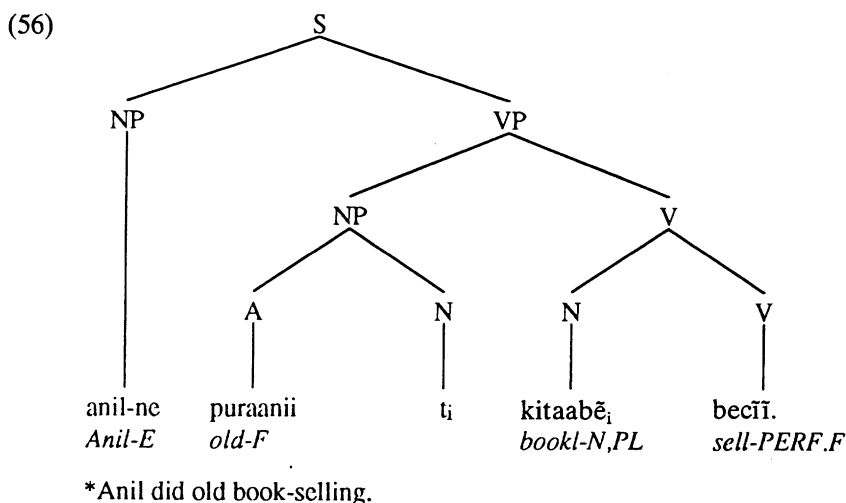 (56) S
NP VP
NP V
A N N V
anil-ne puraanii tᵢ kitaabẽᵢ becĩĩ.
Anil-E old-F bookl-N,PL sell-PERF.F
*Anil did old book-selling.